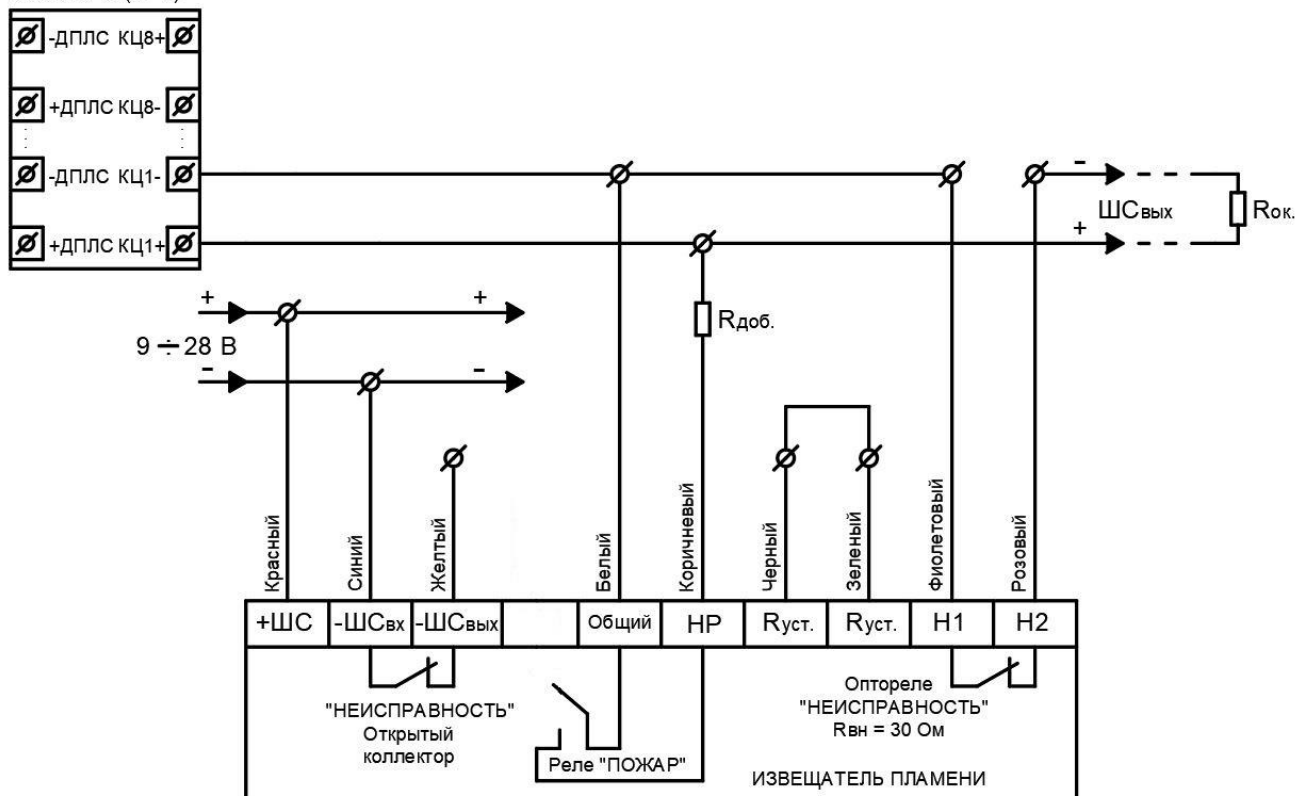 -ДПЛС КЦ8+
+ДПЛС КЦ8-
-ДПЛС КЦ1-
+ДПЛС КЦ1+
-
ШСвых
+
Rок.
+ +
9 ÷ 28 В
- -
Rдоб.
Красный
Синий
Желтый
Белый
Коричневый
Черный
Зеленый
Фиолетовый
Розовый
+ШС -ШСвх -ШСвых Общий НР Rуст. Rуст. Н1 Н2
"НЕИСПРАВНОСТЬ"
Открытый
коллектор
Реле "ПОЖАР"
Оптореле
"НЕИСПРАВНОСТЬ"
Rвн = 30 Ом
ИЗВЕЩАТЕЛЬ ПЛАМЕНИ